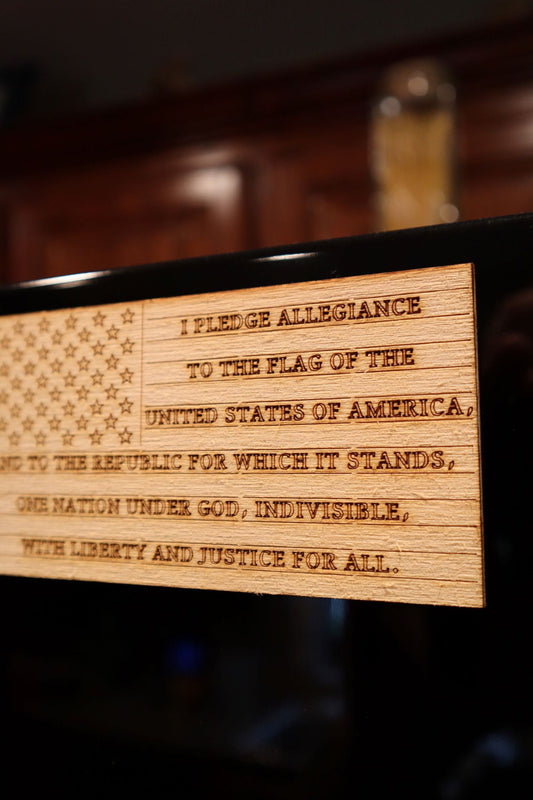 I PLEDGE ALLEGIANCE
TO THE FLAG OF THE
UNITED STATES OF AMERICA,
AND TO THE REPUBLIC FOR WHICH IT STANDS,
ONE NATION UNDER GOD, INDIVISIBLE,
WITH LIBERTY AND JUSTICE FOR ALL.